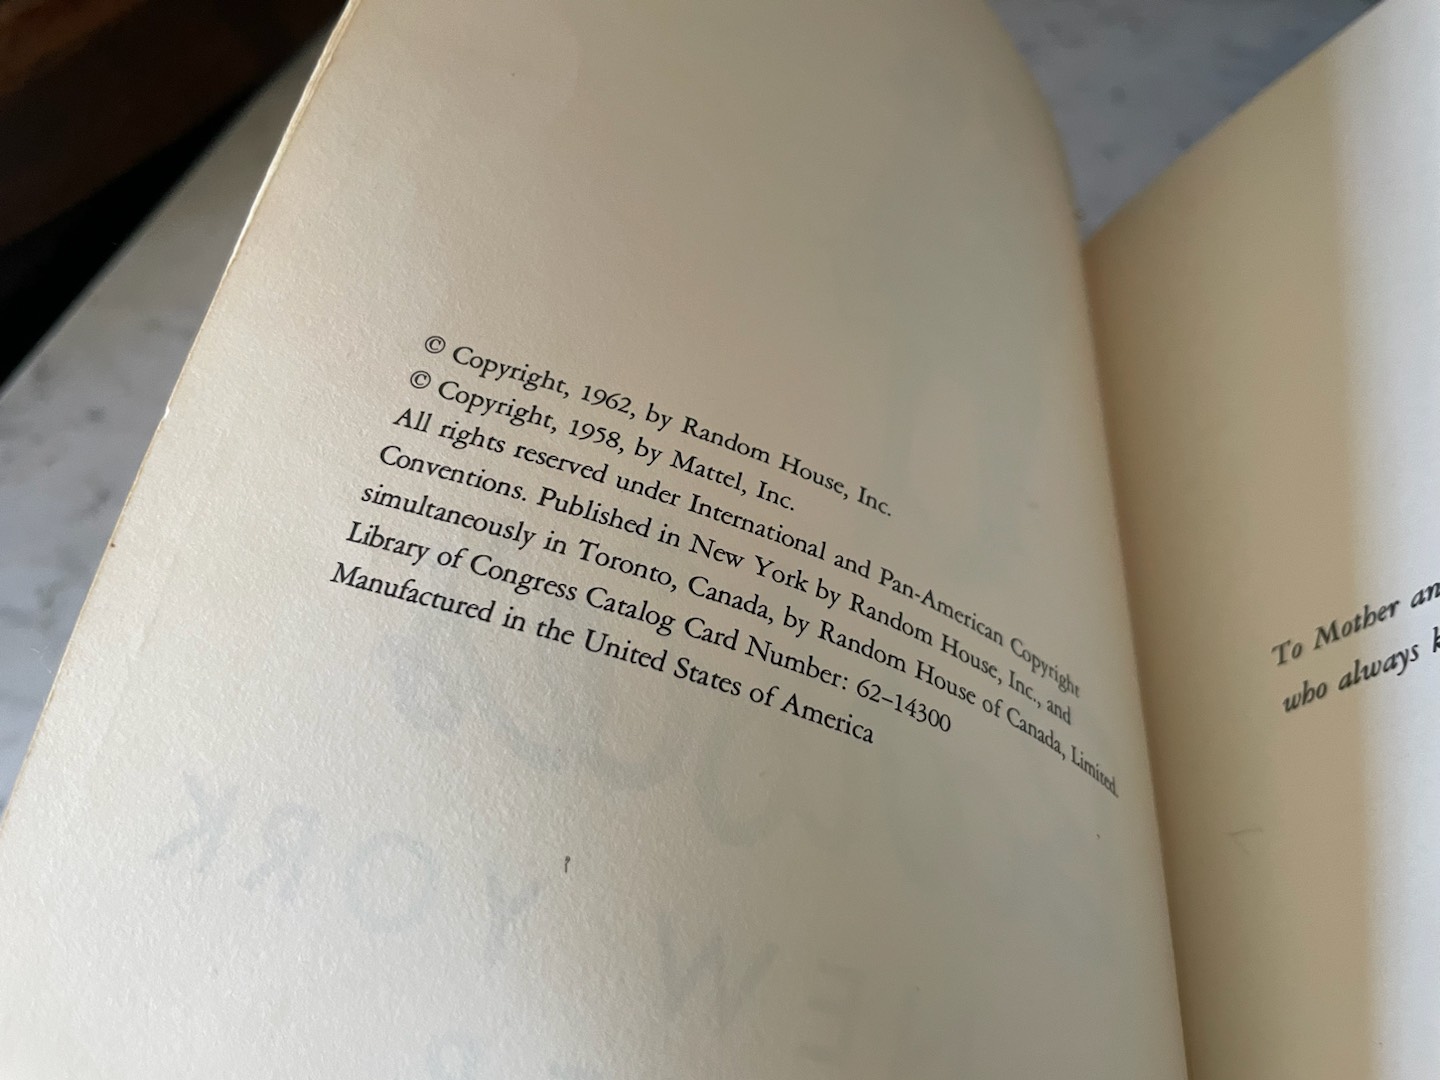 © Copyright, 1962, by Random House, Inc.
© Copyright, 1958, by Mattel, Inc.
All rights reserved under International and Pan-American Copyright
Conventions. Published in New York by Random House, Inc., and
simultaneously in Toronto, Canada, by Random House of Canada, Limited.
Library of Congress Catalog Card Number: 62–14300
Manufactured in the United States of America
YORK
To Mother
who always